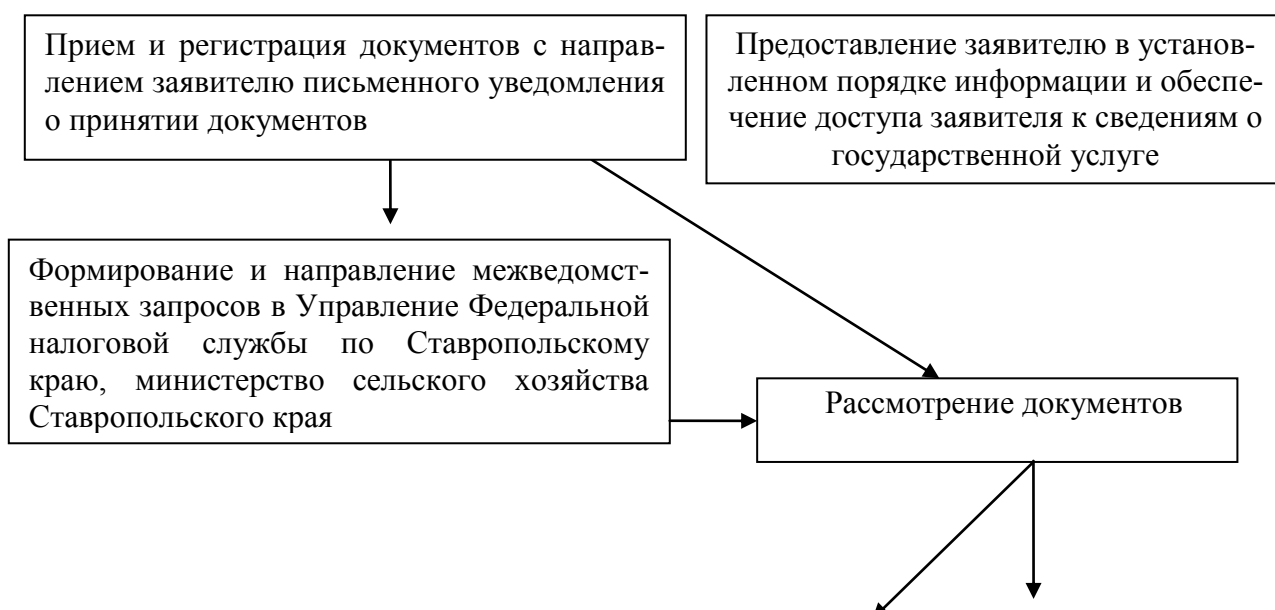 Прием и регистрация документов с направ-
лением заявителю письменного уведомления
о принятии документов
Предоставление заявителю в установ-
ленном порядке информации и обеспе-
чение доступа заявителя к сведениям о
государственной услуге
Формирование и направление межведомст-
венных запросов в Управление Федеральной
налоговой службы по Ставропольскому
краю, министерство сельского хозяйства
Ставропольского края
Рассмотрение документов